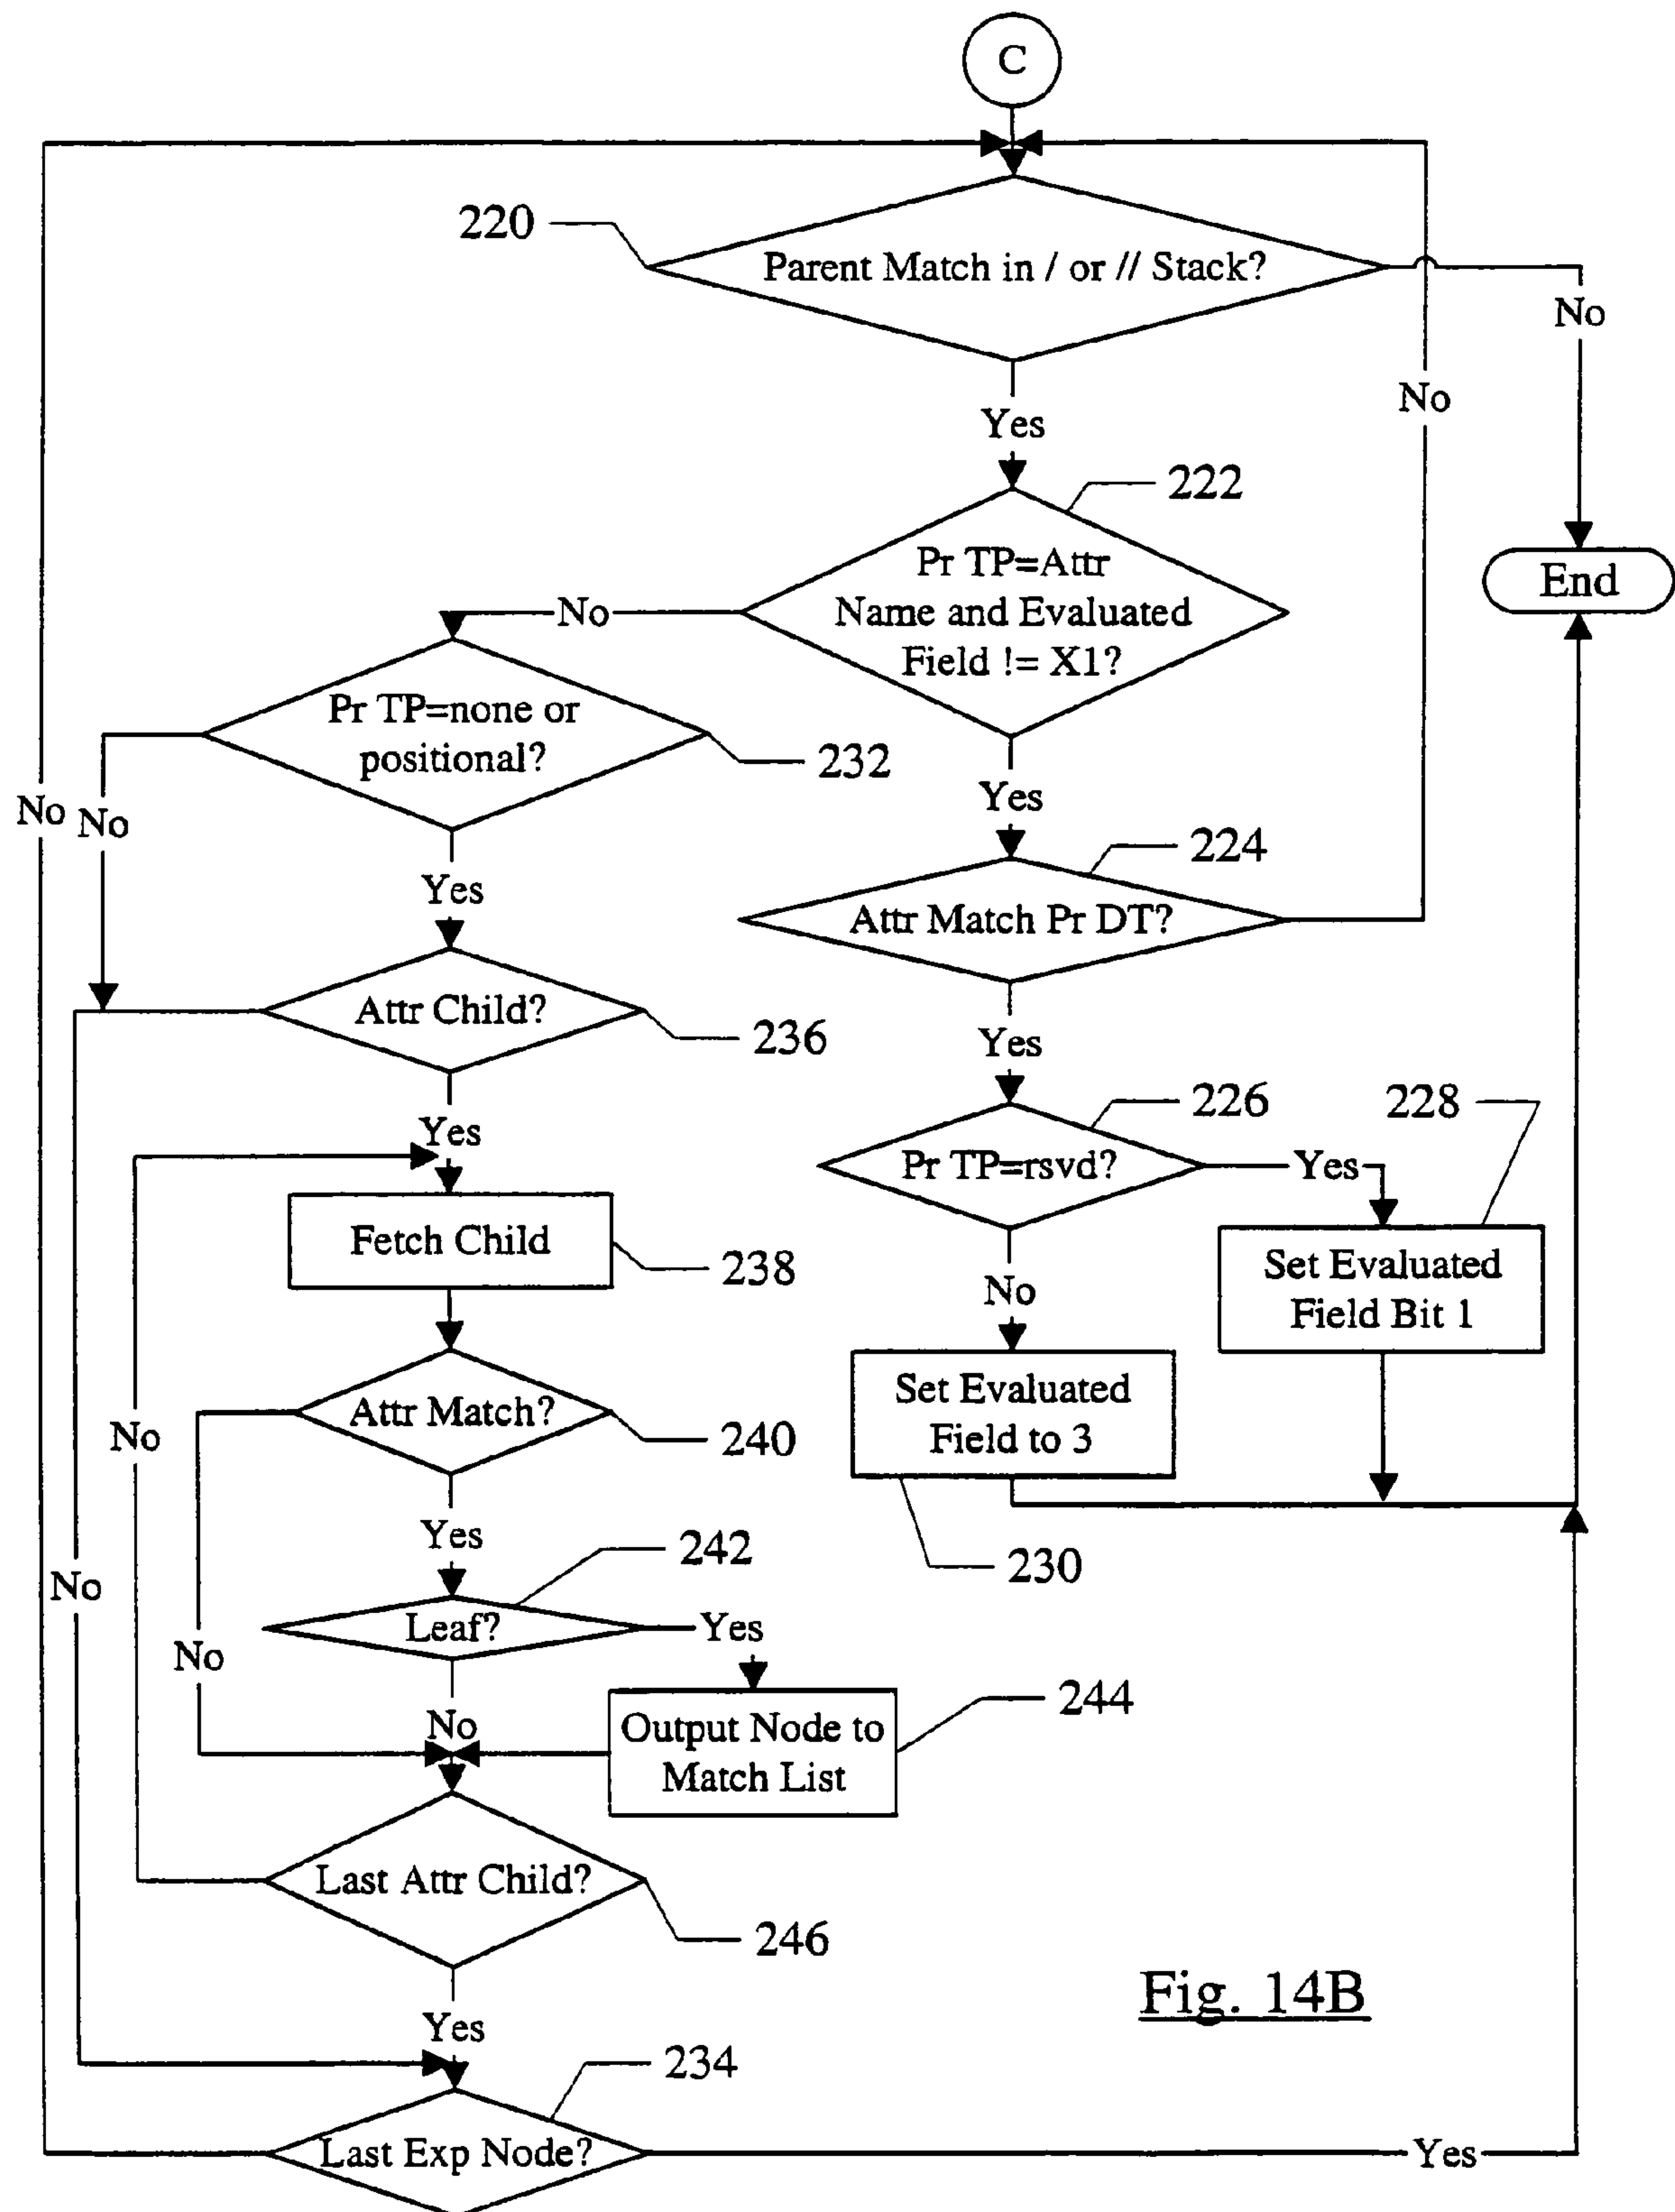 C
220
Parent Match in / or // Stack?
No
No
Yes
222
Pr TP=Attr
Name and Evaluated
Field != X1?
End
No
Pr TP=none or
positional?
232
Yes
No
No
224
Yes
Attr Match Pr DT?
Attr Child?
236
Yes
226
228
Yes
Pr TP=rsvd?
Yes
Fetch Child
238
No
Set Evaluated
Field Bit 1
Attr Match?
240
No
Set Evaluated
Field to 3
Yes
242
230
No
Leaf?
Yes
No
No
Output Node to
Match List
244
Last Attr Child?
246
Fig. 14B
Yes
234
Last Exp Node?
Yes